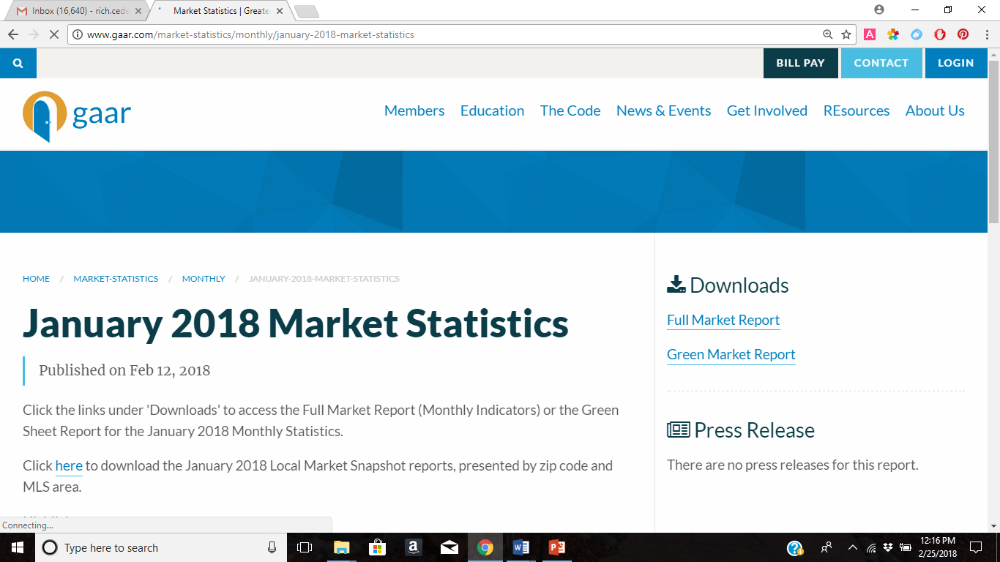 Inbox (16,640) - rich.cede
Market Statistics | Greate
www.gaar.com/market-statistics/monthly/january-2018-market-statistics
A
BILL PAY
CONTACT
LOGIN
gaar
Members Education The Code News & Events Get Involved REsources About Us
HOME / MARKET-STATISTICS / MONTHLY / JANUARY-2018-MARKET-STATISTICS
January 2018 Market Statistics
Published on Feb 12, 2018
Click the links under 'Downloads' to access the Full Market Report (Monthly Indicators) or the Green
Sheet Report for the January 2018 Monthly Statistics.
Click here to download the January 2018 Local Market Snapshot reports, presented by zip code and
MLS area.
Downloads
Full Market Report
Green Market Report
Press Release
There are no press releases for this report.
Connecting...
Type here to search
12:16 PM
2/25/2018